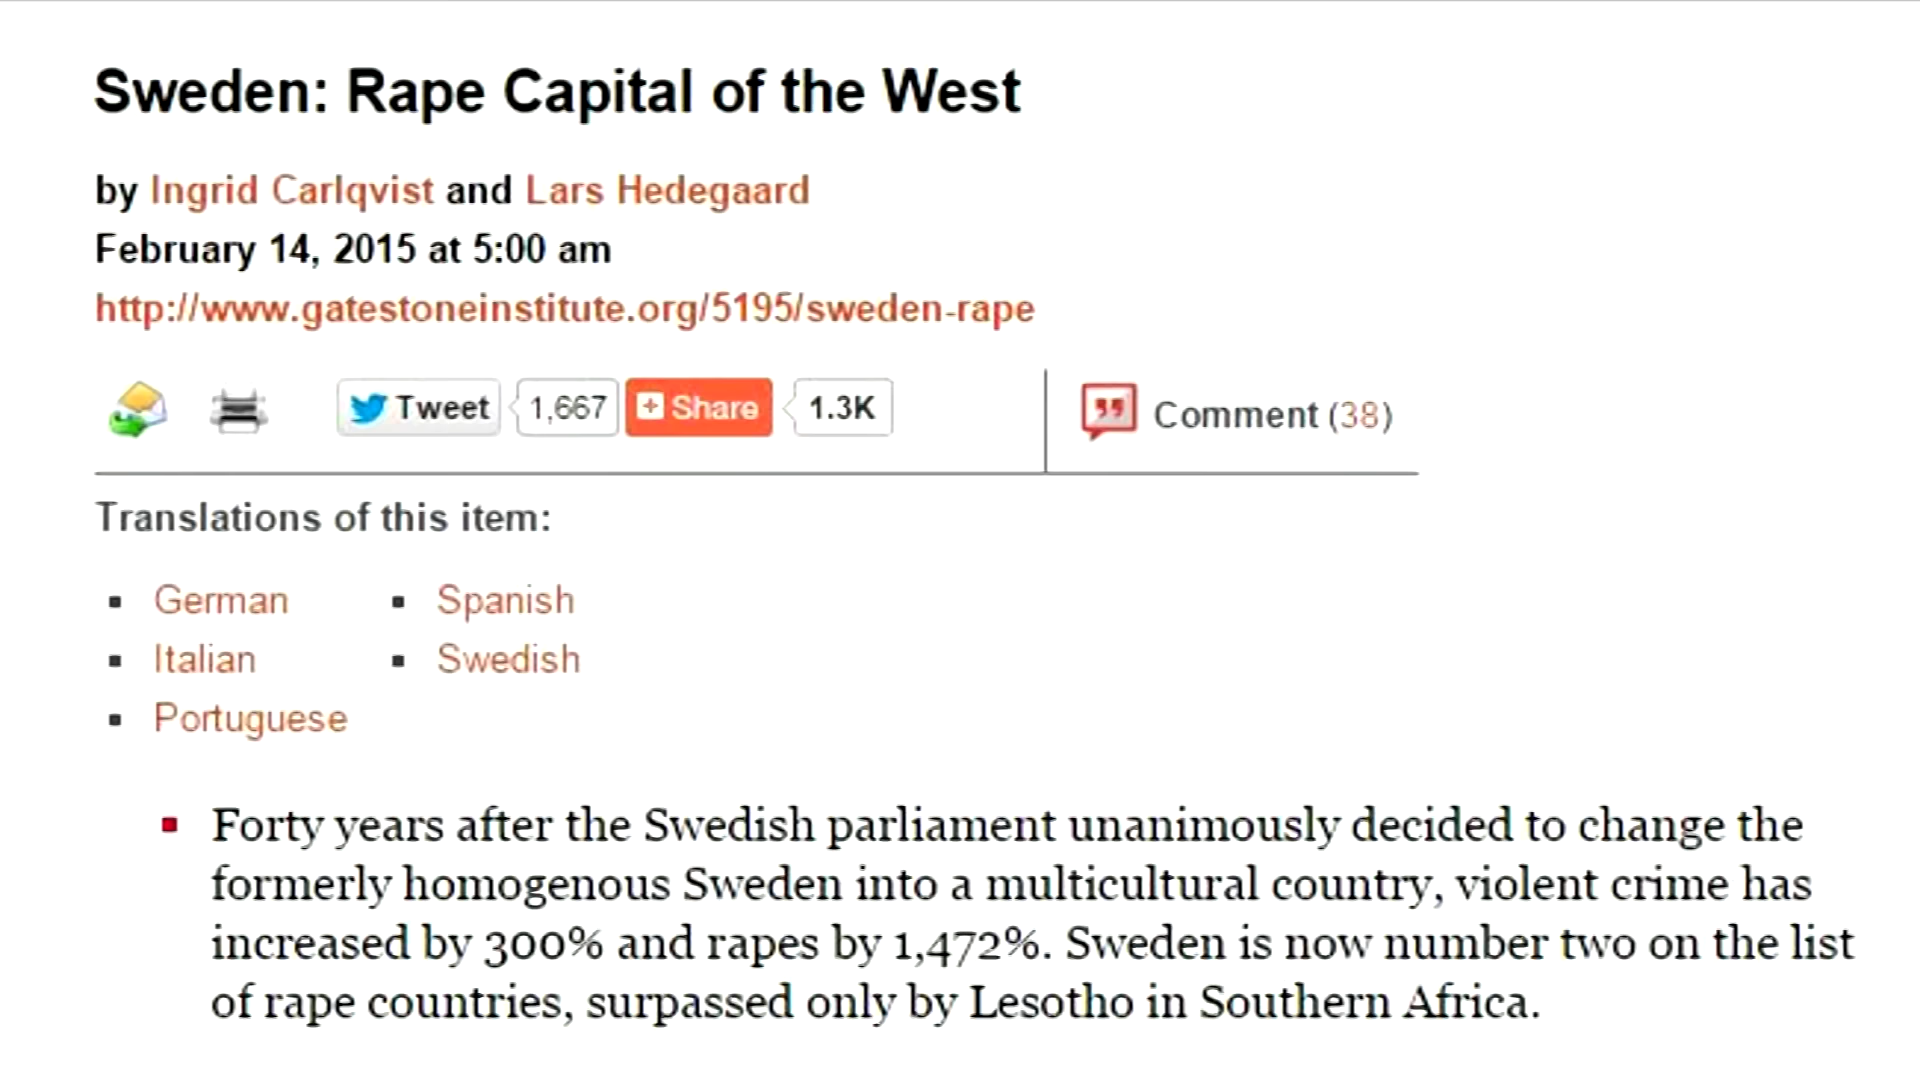 Sweden: Rape Capital of the West
by Ingrid Carlqvist and Lars Hedegaard
February 14, 2015 at 5:00 am
http://www.gatestoneinstitute.org/5195/sweden-rape
Tweet 1,667 Share 1.3K Comment (38)
Translations of this item:
German Spanish
Italian Swedish
Portuguese
Forty years after the Swedish parliament unanimously decided to change the
formerly homogenous Sweden into a multicultural country, violent crime has
increased by 300% and rapes by 1,472%. Sweden is now number two on the list
of rape countries, surpassed only by Lesotho in Southern Africa.